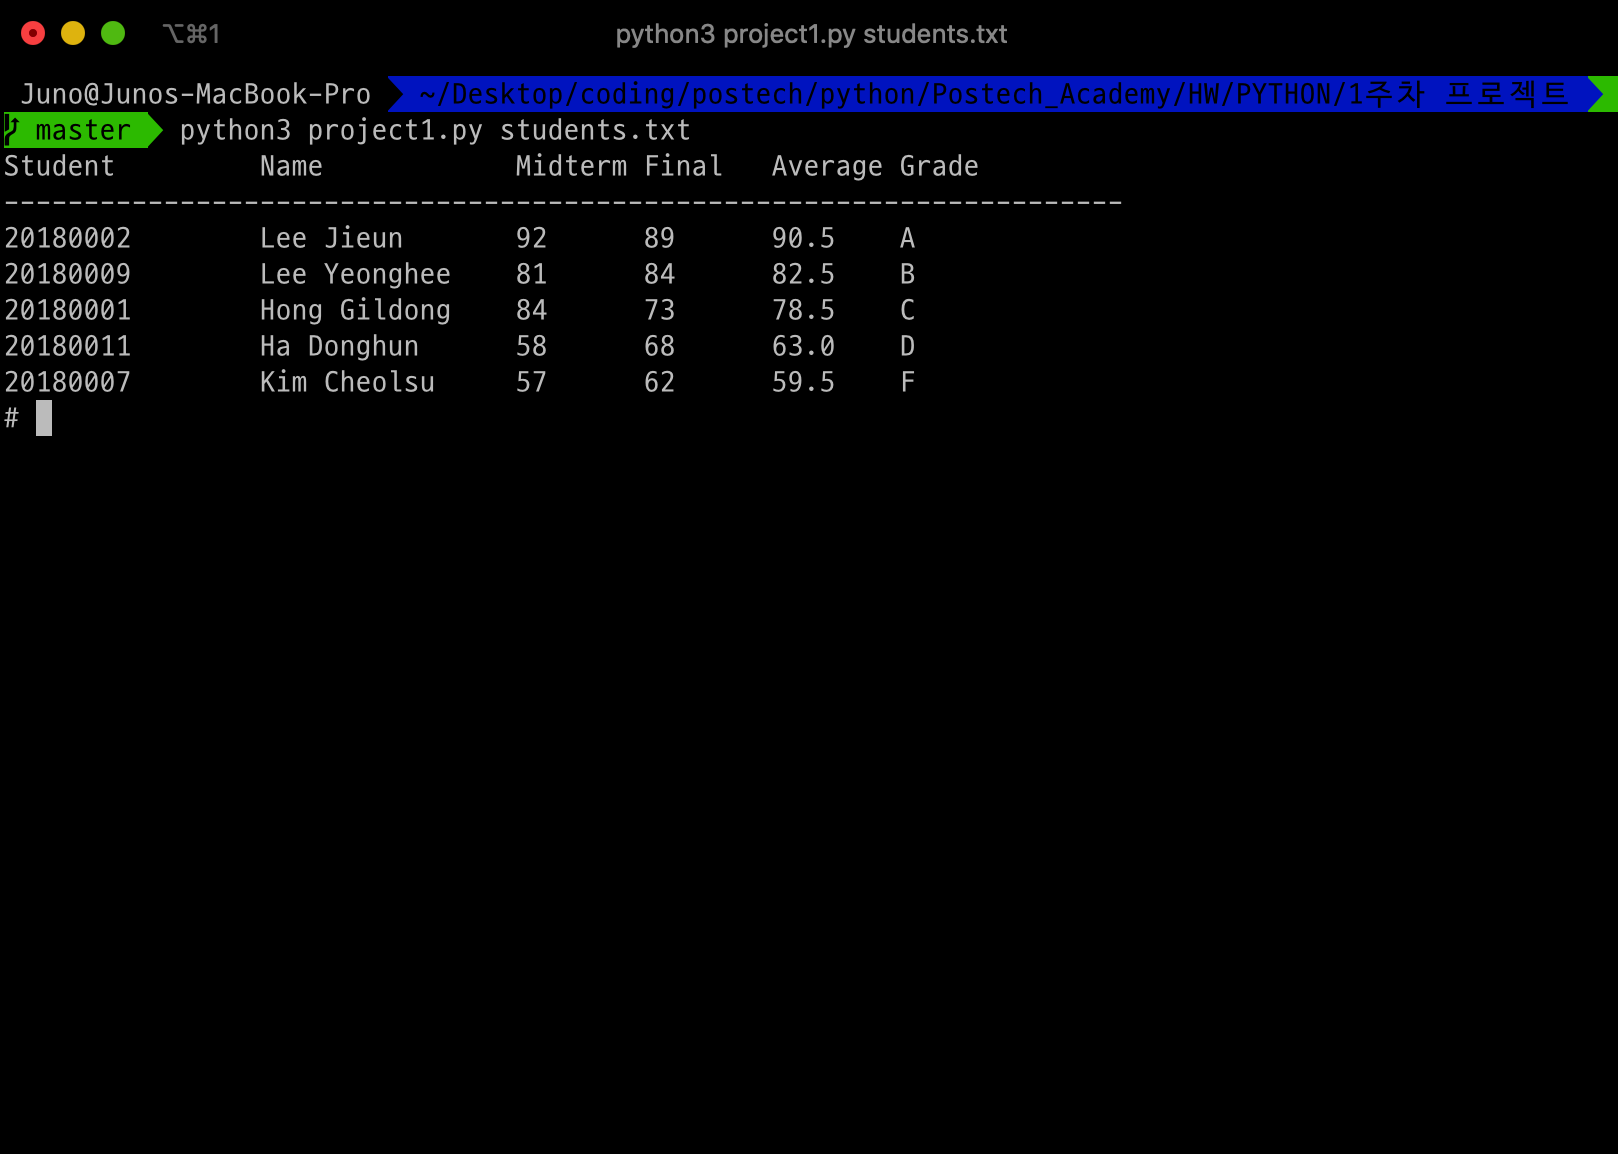 ⌥⌘1 python3 project1.py students.txt
Juno@Junos-MacBook-Pro ~/Desktop/coding/postech/python/Postech_Academy/HW/PYTHON/1주차 프로젝트
master python3 project1.py students.txt
Student Name Midterm Final Average Grade
----------------------------------------------------------------------
20180002 Lee Jieun 92 89 90.5 A
20180009 Lee Yeonghee 81 84 82.5 B
20180001 Hong Gildong 84 73 78.5 C
20180011 Ha Donghun 58 68 63.0 D
20180007 Kim Cheolsu 57 62 59.5 F
#